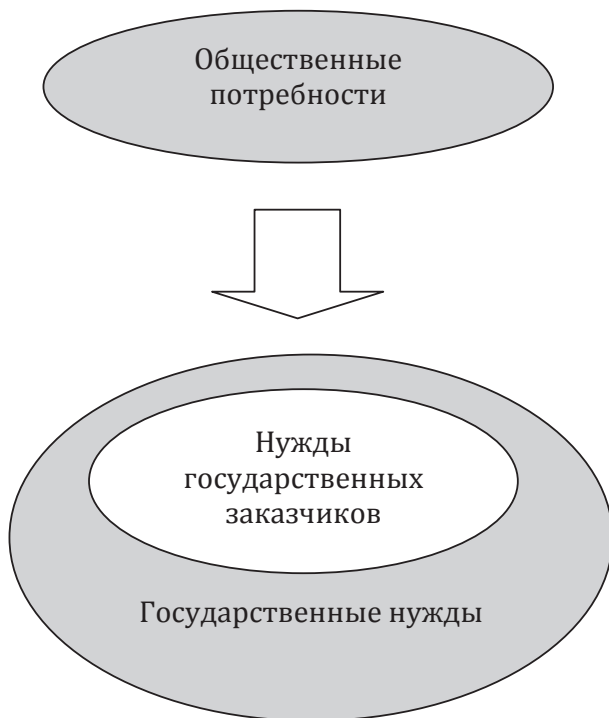 Общественные
потребности
Нужды
государственных
заказчиков
Государственные нужды